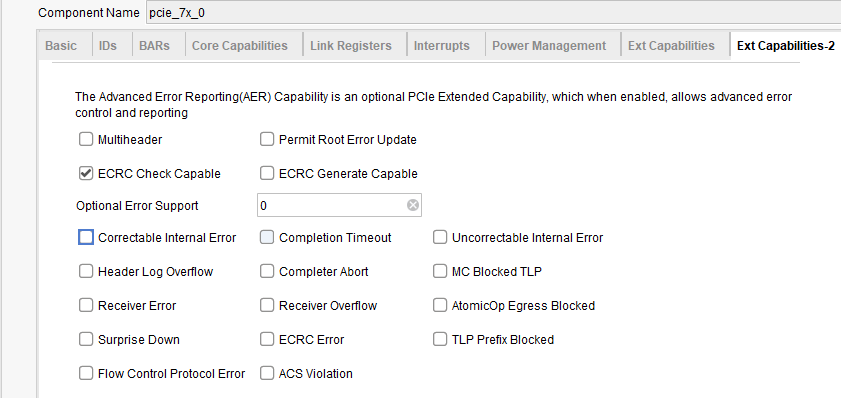 Component Name pcie_7x_0
Basic IDs BARs Core Capabilities Link Registers Interrupts Power Management Ext Capabilities Ext Capabilities-2
The Advanced Error Reporting(AER) Capability is an optional PCIe Extended Capability, which when enabled, allows advanced error
control and reporting
Multiheader Permit Root Error Update
ECRC Check Capable ECRC Generate Capable
Optional Error Support 0
Correctable Internal Error Completion Timeout Uncorrectable Internal Error
Header Log Overflow Completer Abort MC Blocked TLP
Receiver Error Receiver Overflow AtomicOp Egress Blocked
Surprise Down ECRC Error TLP Prefix Blocked
Flow Control Protocol Error ACS Violation